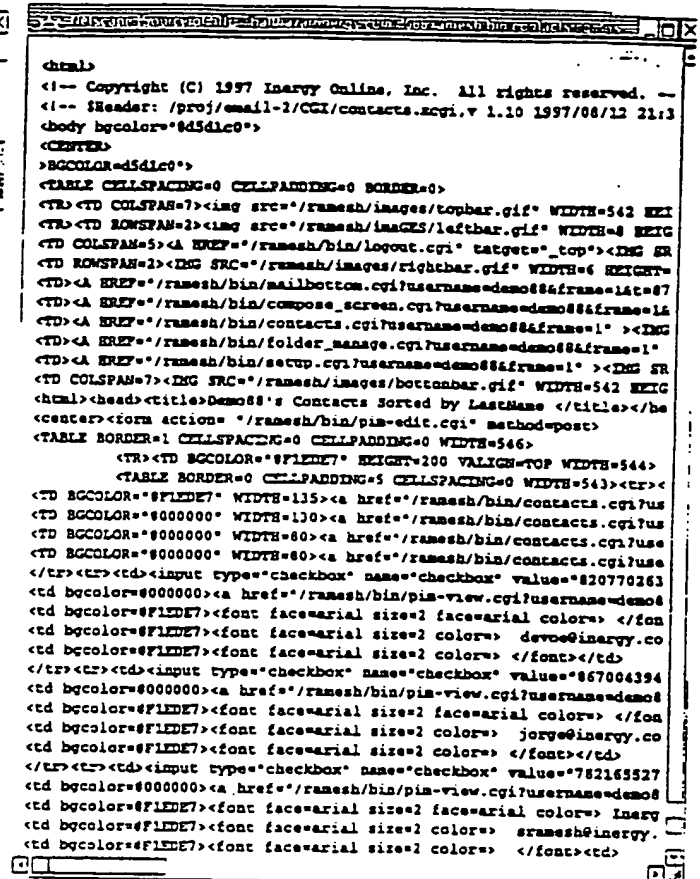 <html>
<!-- Copyright (C) 1997 Inergy Online, Inc. All rights reserved. --
<!-- $Header: /proj/email-2/CGI/contacts.xcgi,v 1.10 1997/08/12 21:3
<body bgcolor="#d5d1c0">
<CENTER>
>BGCOLOR=d5d1c0">
<TABLE CELLSPACING=0 CELLPADDING=0 BORDER=0>
<TR><TD COLSPAN=7><img src="/ramesh/images/topbar.gif" WIDTH=542 HEI
<TR><TD ROWSPAN=2><img src="/ramesh/imaGES/leftbar.gif" WIDTH=8 HEIG
<TD COLSPAN=5><A HREF="/ramesh/bin/logout.cgi" tatget="_top"><IMG SR
<TD ROWSPAN=2><IMG SRC="/ramesh/images/rightbar.gif" WIDTH=6 HEIGHT=
<TD><A HREF="/ramesh/bin/mailbottom.cgi?username=demo88&frame=1&t=87
<TD><A HREF="/ramesh/bin/compose_screen.cgi?username=demo88&frame=1&
<TD><A HREF="/ramesh/bin/contacts.cgi?username=demo88&frame=1" ><IMG
<TD><A HREF="/ramesh/bin/folder_manage.cgi?username=demo88&frame=1"
<TD><A HREF="/ramesh/bin/setup.cgi?username=demo88&frame=1" ><IMG SR
<TD COLSPAN=7><IMG SRC="/ramesh/images/bottonbar.gif" WIDTH=542 HEIG
<html><head><title>Demo88's Contacts Sorted by LastName </title></he
<center><form action= "/ramesh/bin/pim-edit.cgi" method=post>
<TABLE BORDER=1 CELLSPACING=0 CELLPADDING=0 WIDTH=546>
<TR><TD BGCOLOR="#F1EDE7" HEIGHT=200 VALIGN=TOP WIDTH=544>
<TABLE BORDER=0 CELLPADDING=5 CELLSPACING=0 WIDTH=543><tr><
<TD BGCOLOR="#F1EDE7" WIDTH=135><a href="/ramesh/bin/contacts.cgi?us
<TD BGCOLOR="#000000" WIDTH=130><a href="/ramesh/bin/contacts.cgi?us
<TD BGCOLOR="#000000" WIDTH=80><a href="/ramesh/bin/contacts.cgi?use
<TD BGCOLOR="#000000" WIDTH=60><a href="/ramesh/bin/contacts.cgi?use
</tr><tr><td><input type="checkbox" name="checkbox" value="820770263
<td bgcolor=#000000><a href="/ramesh/bin/pim-view.cgi?username=demo8
<td bgcolor=#F1EDE7><font face=arial size=2 face=arial color=> </fon
<td bgcolor=#F1EDE7><font face=arial size=2 color=> devoe@inergy.co
<td bgcolor=#F1EDE7><font face=arial size=2 color=> </font></td>
</tr><tr><td><input type="checkbox" name="checkbox" value="867004394
<td bgcolor=#000000><a href="/ramesh/bin/pim-view.cgi?username=demo8
<td bgcolor=#F1EDE7><font face=arial size=2 face=arial color=> </fon
<td bgcolor=#F1EDE7><font face=arial size=2 color=> jorge@inergy.co
<td bgcolor=#F1EDE7><font face=arial size=2 color=> </font></td>
</tr><tr><td><input type="checkbox" name="checkbox" value="782165527
<td bgcolor=#000000><a href="/ramesh/bin/pim-view.cgi?username=demo8
<td bgcolor=#F1EDE7><font face=arial size=2 face=arial color=> Inerg
<td bgcolor=#F1EDE7><font face=arial size=2 color=> sramesh@inergy.
<td bgcolor=#F1EDE7><font face=arial size=2 color=> </font><td>